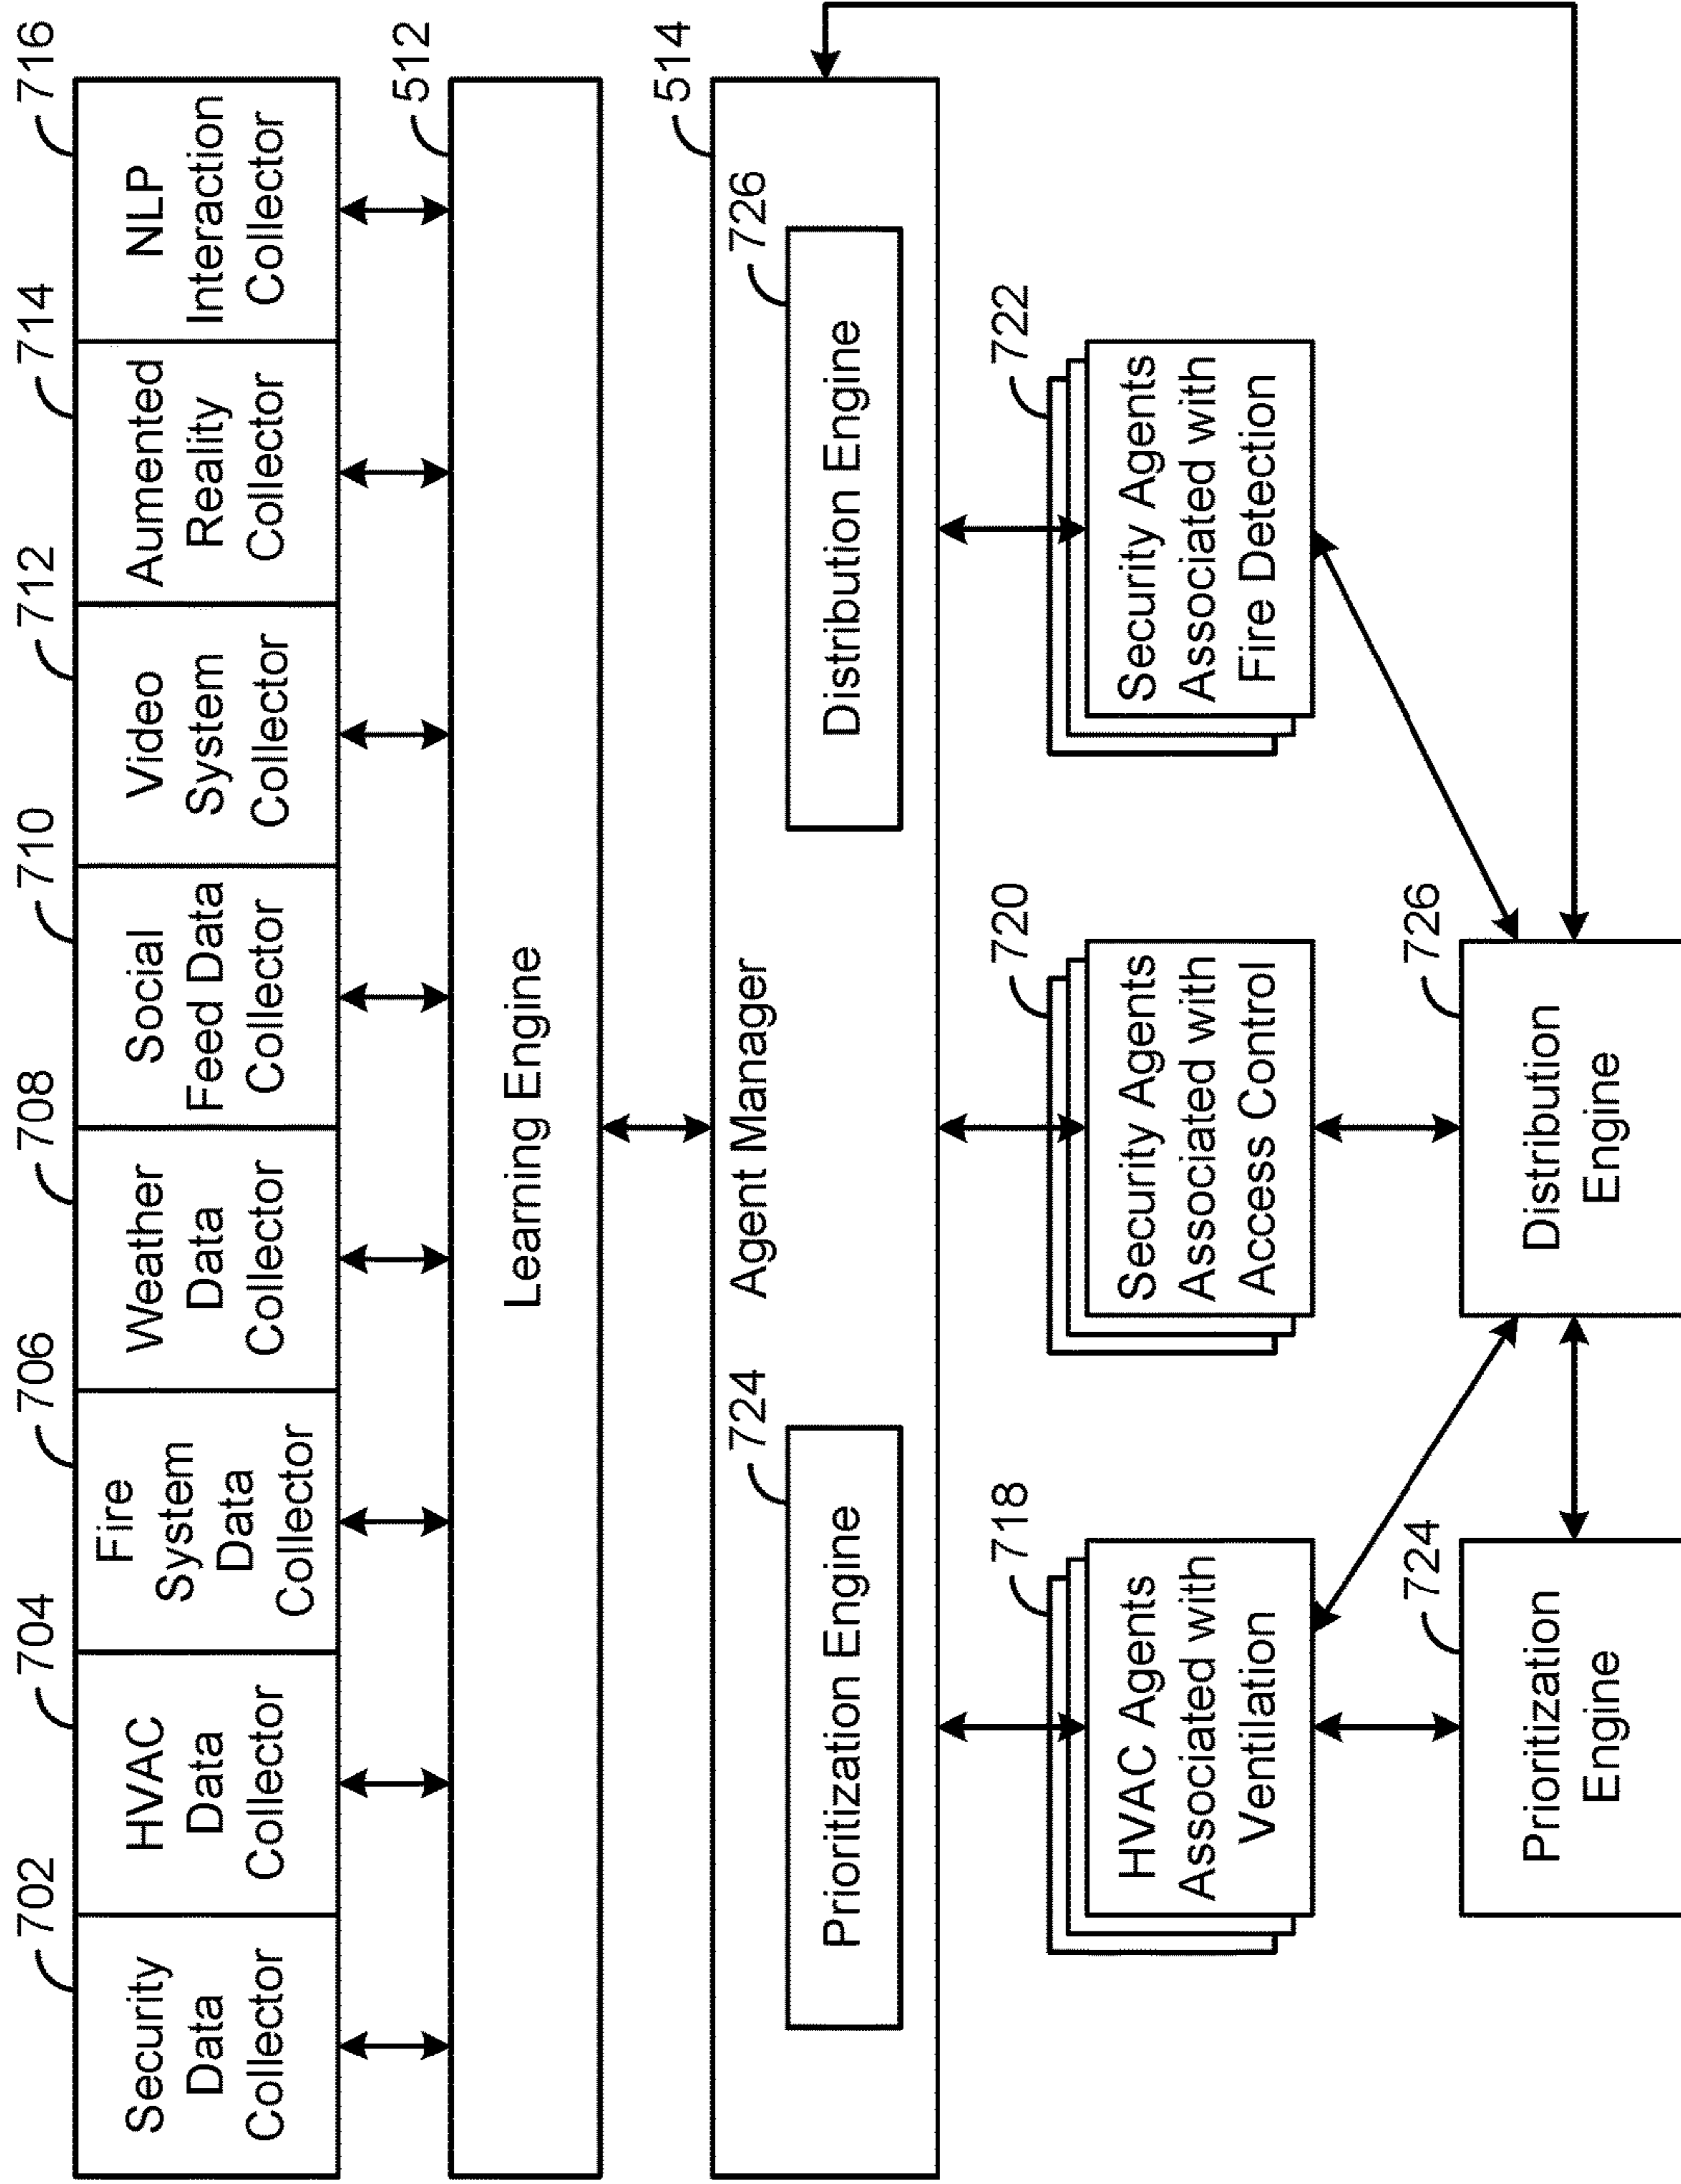 702
704
706
708
710
712
714
716
Security
Data
Collector
HVAC
Data
Collector
Fire
System
Data
Collector
Weather
Data
Collector
Social
Feed Data
Collector
Video
System
Collector
Aumented
Reality
Collector
NLP
Interaction
Collector
512
Learning Engine
514
Agent Manager
724
Prioritization Engine
726
Distribution Engine
718
HVAC Agents
Associated with
Ventilation
720
Security Agents
Associated with
Access Control
722
Security Agents
Associated with
Fire Detection
724
Prioritization
Engine
726
Distribution
Engine